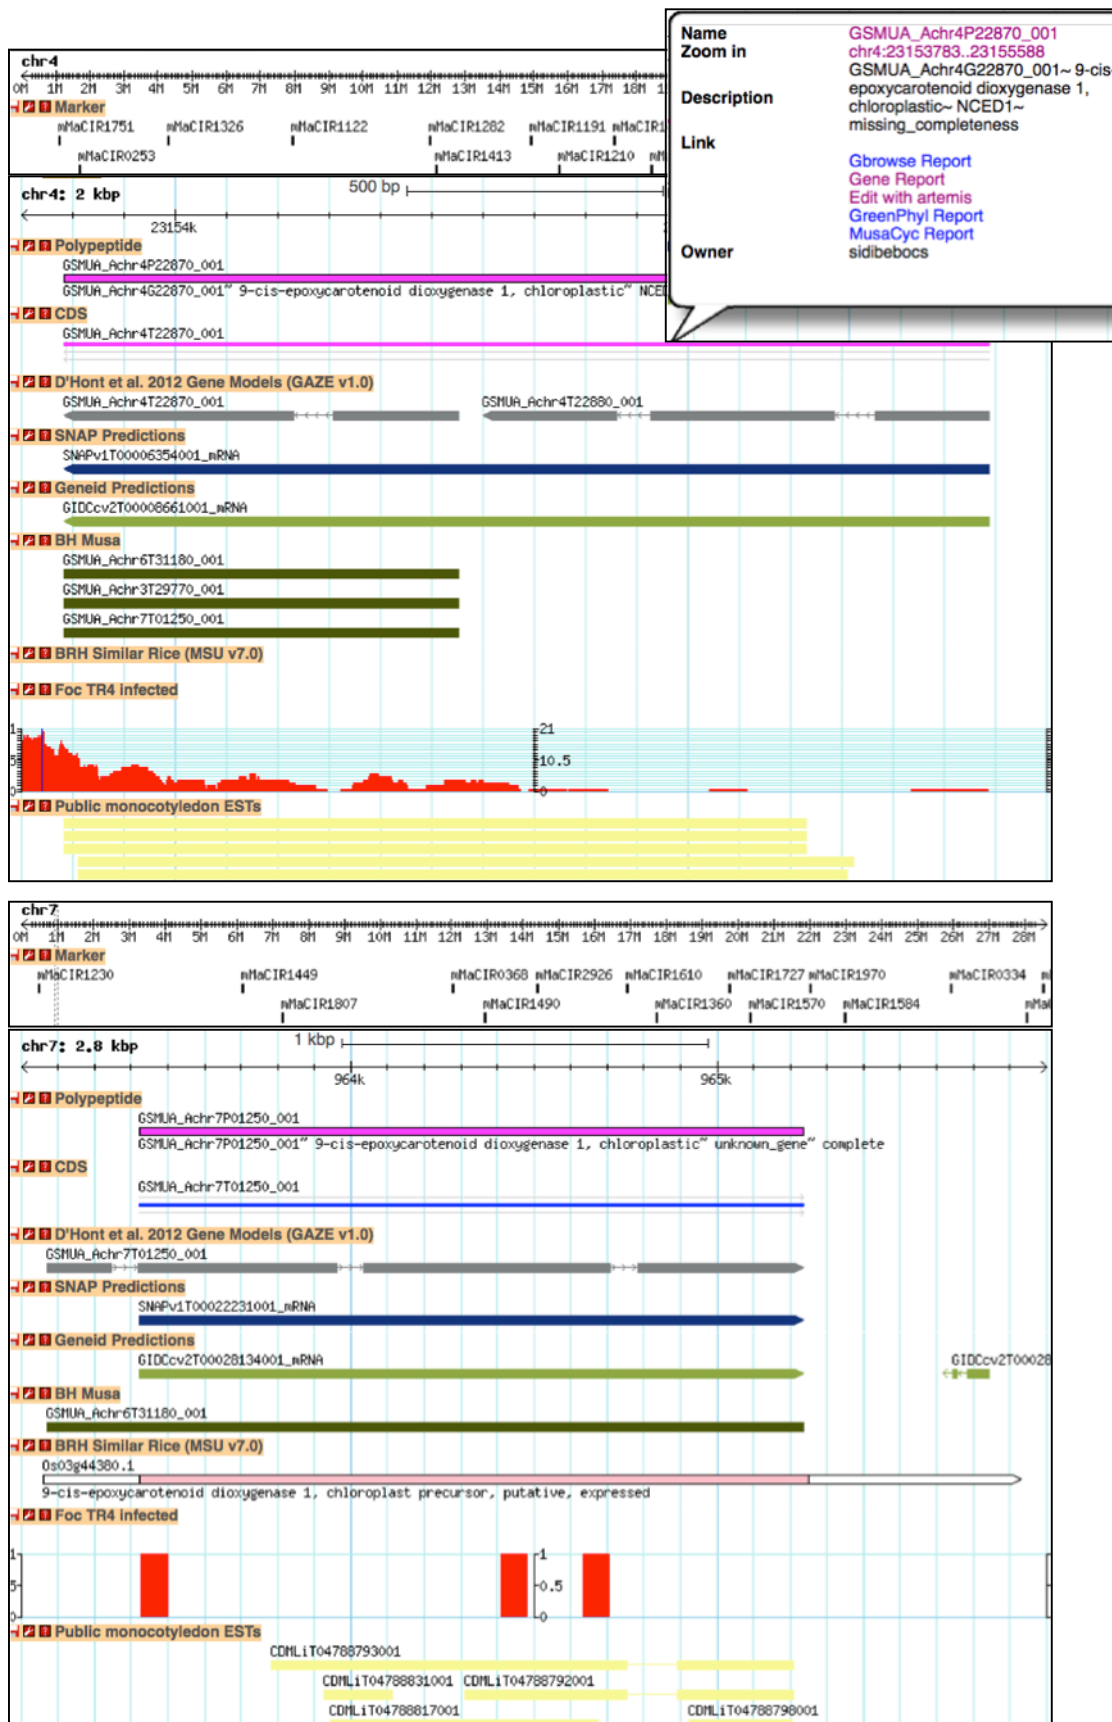 Name GSMUA_Achr4P22870_001
Zoom in chr4:23153783..23155588
Description GSMUA_Achr4G22870_001~ 9-cis-
epoxycarotenoid dioxygenase 1,
chloroplastic~ NCED1~
missing_completeness
Link
Gbrowse Report
Gene Report
Edit with artemis
GreenPhyl Report
MusaCyc Report
Owner sidibebocs
chr4
0M 1M 2M 3M 4M 5M 6M 7M 8M 9M 10M 11M 12M 13M 14M 15M 16M 17M 18M
Marker
mMaCIR1751 mMaCIR1326 mMaCIR1122 mMaCIR1282 mMaCIR1191 mMaCIR1
mMaCIR0253 mMaCIR1413 mMaCIR1210 mM
chr4: 2 kbp 500 bp
23154k
Polypeptide
GSMUA_Achr4P22870_001
GSMUA_Achr4G22870_001~ 9-cis-epoxycarotenoid dioxygenase 1, chloroplastic~ NCE
CDS
GSMUA_Achr4T22870_001
D'Hont et al. 2012 Gene Models (GAZE v1.0)
GSMUA_Achr4T22870_001 GSMUA_Achr4T22880_001
SNAP Predictions
SNAPv1T00006354001_mRNA
Geneid Predictions
GIDCcv2T00008661001_mRNA
BH Musa
GSMUA_Achr6T31180_001
GSMUA_Achr3T29770_001
GSMUA_Achr7T01250_001
BRH Similar Rice (MSU v7.0)
Foc TR4 infected
1 21
5 10.5
0 0
Public monocotyledon ESTs
chr7
0M 1M 2M 3M 4M 5M 6M 7M 8M 9M 10M 11M 12M 13M 14M 15M 16M 17M 18M 19M 20M 21M 22M 23M 24M 25M 26M 27M 28M
Marker
mMaCIR1230 mMaCIR1449 mMaCIR0368 mMaCIR2926 mMaCIR1610 mMaCIR1727 mMaCIR1970 mMaCIR0334
mMaCIR1807 mMaCIR1490 mMaCIR1360 mMaCIR1570 mMaCIR1584 mMa
chr7: 2.8 kbp 1 kbp
964k 965k
Polypeptide
GSMUA_Achr7P01250_001
GSMUA_Achr7P01250_001~ 9-cis-epoxycarotenoid dioxygenase 1, chloroplastic~ unknown_gene~ complete
CDS
GSMUA_Achr7T01250_001
D'Hont et al. 2012 Gene Models (GAZE v1.0)
GSMUA_Achr7T01250_001
SNAP Predictions
SNAPv1T00022231001_mRNA
Geneid Predictions
GIDCcv2T00028134001_mRNA GIDCcv2T00028
BH Musa
GSMUA_Achr6T31180_001
BRH Similar Rice (MSU v7.0)
Os03g44380.1
9-cis-epoxycarotenoid dioxygenase 1, chloroplast precursor, putative, expressed
Foc TR4 infected
1 1
5 0.5
0 0
Public monocotyledon ESTs
CDMLiT04788793001
CDMLiT04788831001 CDMLiT04788792001
CDMLiT04788817001 CDMLiT04788798001